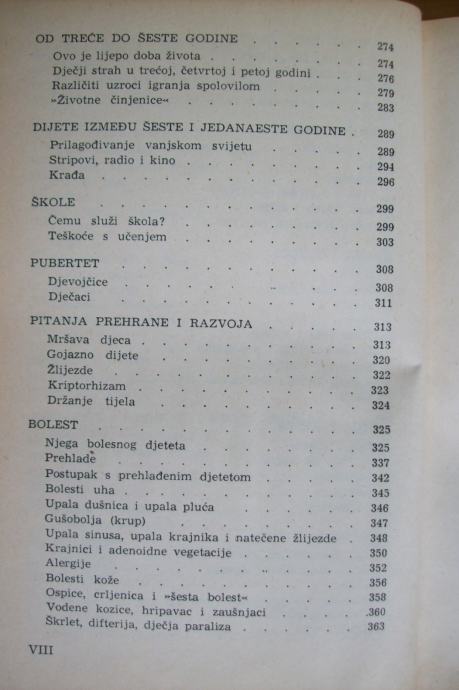 OD TREĆE DO ŠESTE GODINE . . . . . 274
Ovo je lijepo doba života . . . . . . 274
Dječji strah u trećoj, četvrtoj i petoj godini . . . 276
Različiti uzroci igranja spolovilom . . . . 279
»Životne činjenice« . . . . . . . 283
DIJETE IZMEĐU ŠESTE I JEDANAESTE GODINE . 289
Prilagođivanje vanjskom svijetu . . . . 289
Stripovi, radio i kino . . . . . . 294
Krađa . . . . . . . . . 296
ŠKOLE . . . . . . . . . 299
Čemu služi škola? . . . . . . . 299
Teškoće s učenjem . . . . . . . 303
PUBERTET . . . . . . . . 308
Djevojčice . . . . . . . . 308
Dječaci . . . . . . . . 311
PITANJA PREHRANE I RAZVOJA . . . . 313
Mršava djeca . . . . . . . . 313
Gojazno dijete . . . . . . . 320
Žlijezde . . . . . . . . 322
Kriptorhizam . . . . . . . . 323
Držanje tijela . . . . . . . 324
BOLEST . . . . . . . . . 325
Njega bolesnog djeteta . . . . . . 325
Prehlade . . . . . . . . 337
Postupak s prehlađenim djetetom . . . . 342
Bolesti uha . . . . . . . . 345
Upala dušnica i upala pluća . . . . . 346
Gušobolja (krup) . . . . . . . 347
Upala sinusa, upala krajnika i natečene žlijezde . 348
Krajnici i adenoidne vegetacije . . . . 350
Alergije . . . . . . . . 352
Bolesti kože . . . . . . . . 356
Ospice, crljenica i »šesta bolest« . . . . 358
Vodene kozice, hripavac i zaušnjaci . . . . 360
Škrlet, difterija, dječja paraliza . . . . . 363
VIII